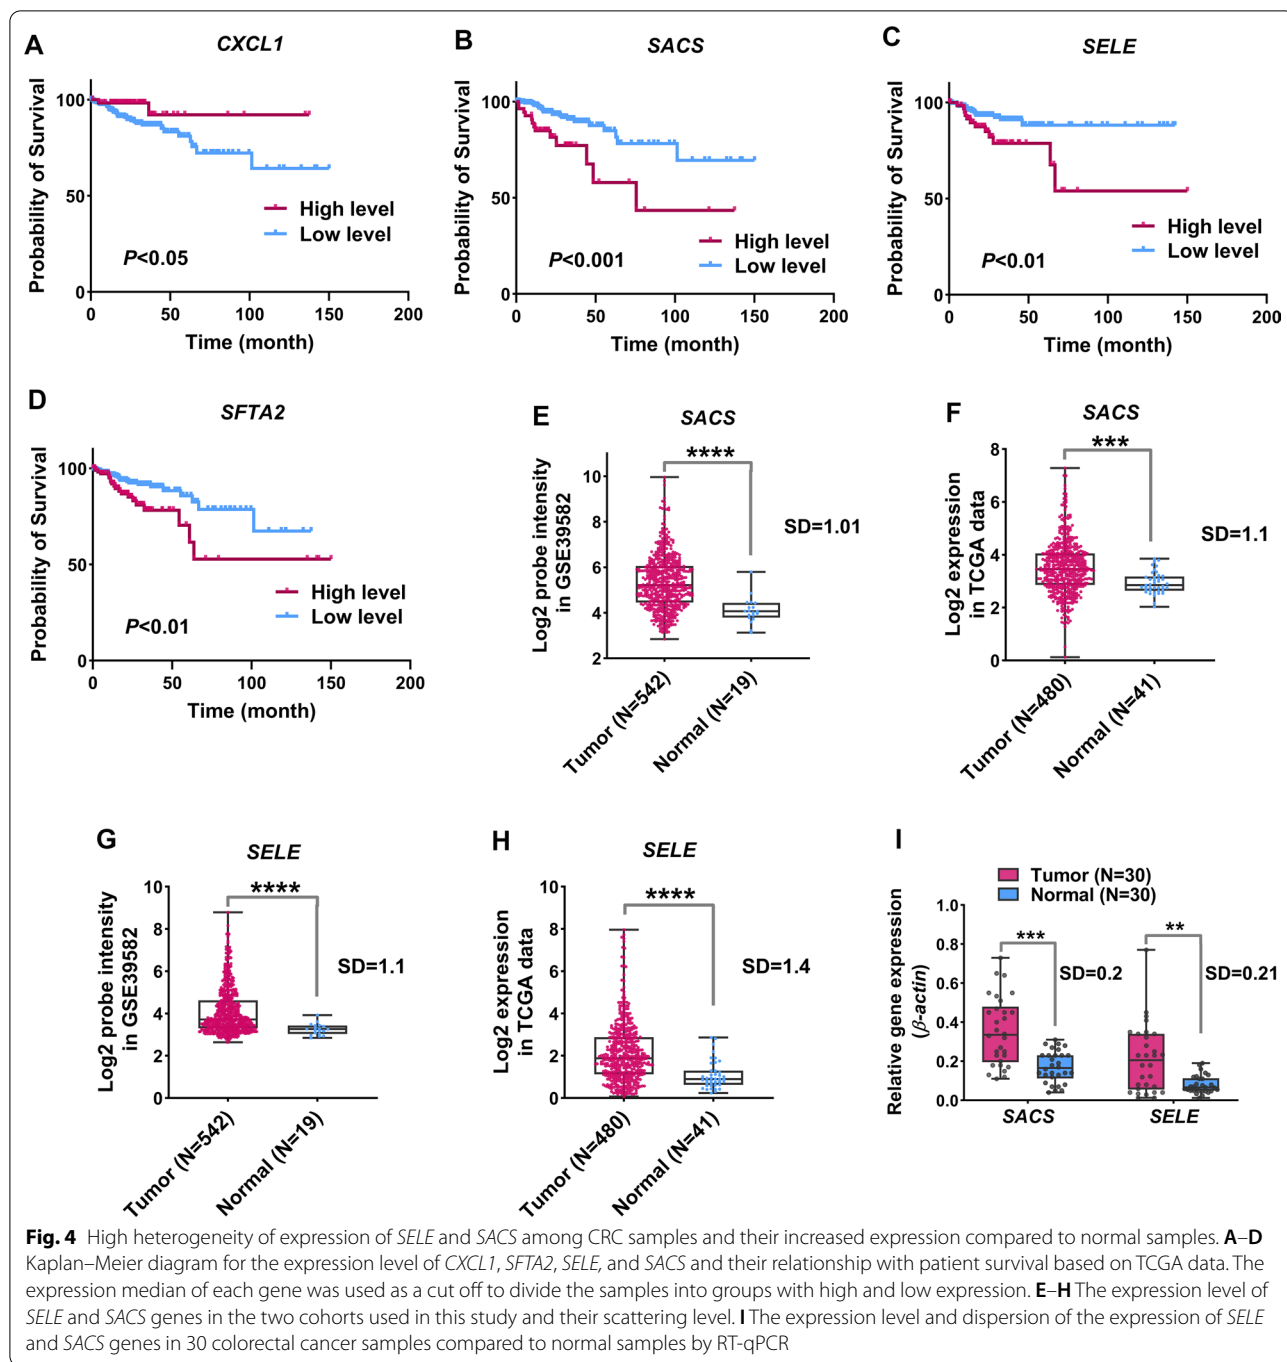 A
CXCL1
Probability of Survival
100
50
0
High level
Low level
P<0.05
0 50 100 150 200
Time (month)
B
SACS
Probability of Survival
100
50
0
High level
Low level
P<0.001
0 50 100 150 200
Time (month)
C
SELE
Probability of Survival
100
50
0
High level
Low level
P<0.01
0 50 100 150 200
Time (month)
D
SFTA2
Probability of Survival
100
50
0
High level
Low level
P<0.01
0 50 100 150 200
Time (month)
E
SACS
Log2 probe intensity
in GSE39582
10
8
6
4
2
****
SD=1.01
Tumor (N=542)
Normal (N=19)
F
SACS
Log2 expression
in TCGA data
8
6
4
2
0
***
SD=1.1
Tumor (N=480)
Normal (N=41)
G
SELE
Log2 probe intensity
in GSE39582
10
8
6
4
2
0
****
SD=1.1
Tumor (N=542)
Normal (N=19)
H
SELE
Log2 expression
in TCGA data
10
8
6
4
2
0
****
SD=1.4
Tumor (N=480)
Normal (N=41)
I
Tumor (N=30)
Normal (N=30)
Relative gene expression
(β-actin)
1.0
0.8
0.6
0.4
0.2
0.0
***
SD=0.2
**
SD=0.21
SACS
SELE
Fig. 4 High heterogeneity of expression of SELE and SACS among CRC samples and their increased expression compared to normal samples. A–D
Kaplan–Meier diagram for the expression level of CXCL1, SFTA2, SELE, and SACS and their relationship with patient survival based on TCGA data. The
expression median of each gene was used as a cut off to divide the samples into groups with high and low expression. E–H The expression level of
SELE and SACS genes in the two cohorts used in this study and their scattering level. I The expression level and dispersion of the expression of SELE
and SACS genes in 30 colorectal cancer samples compared to normal samples by RT-qPCR